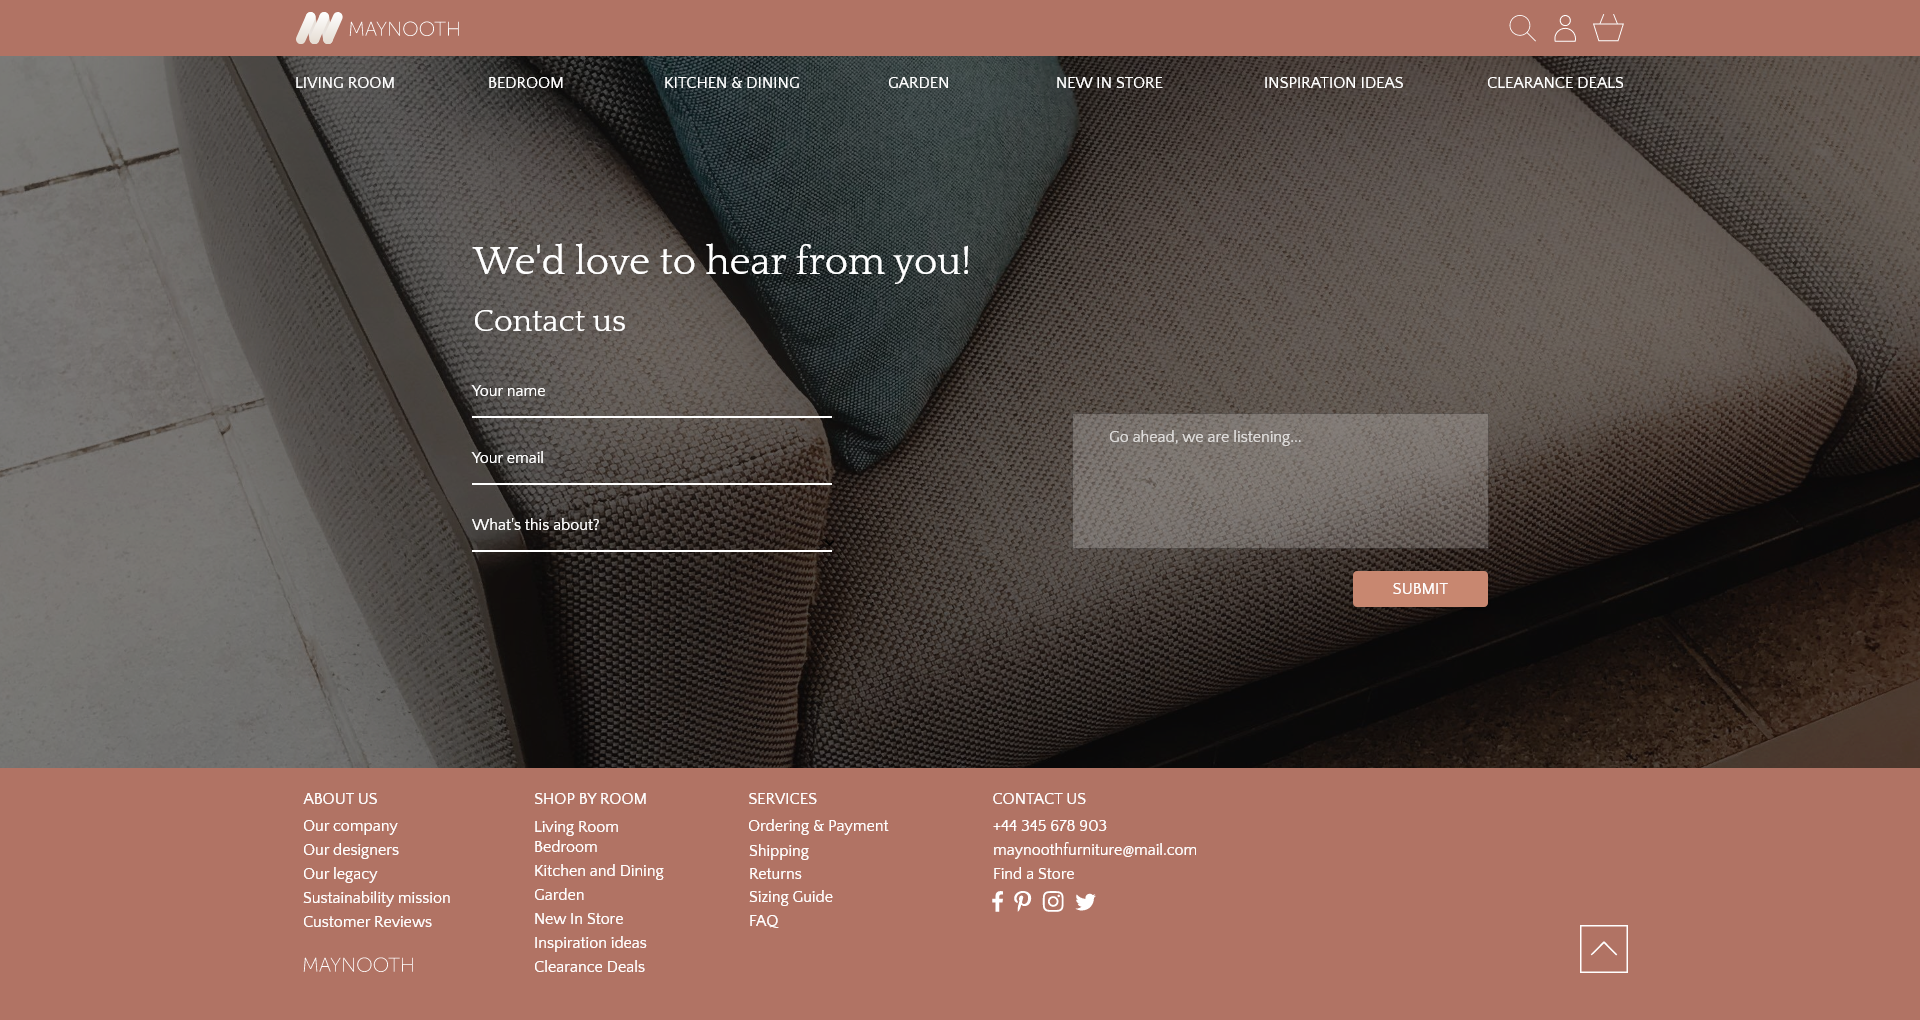 MAYNOOTH
LIVING ROOM
BEDROOM
KITCHEN & DINING
GARDEN
NEW IN STORE
INSPIRATION IDEAS
CLEARANCE DEALS
We'd love to hear from you!
Contact us
Your name
Your email
What's this about?
Go ahead, we are listening...
SUBMIT
ABOUT US
Our company
Our designers
Our legacy
Sustainability mission
Customer Reviews
MAYNOOTH
SHOP BY ROOM
Living Room
Bedroom
Kitchen and Dining
Garden
New In Store
Inspiration ideas
Clearance Deals
SERVICES
Ordering & Payment
Shipping
Returns
Sizing Guide
FAQ
CONTACT US
+44 345 678 903
maynoothfurniture@mail.com
Find a Store